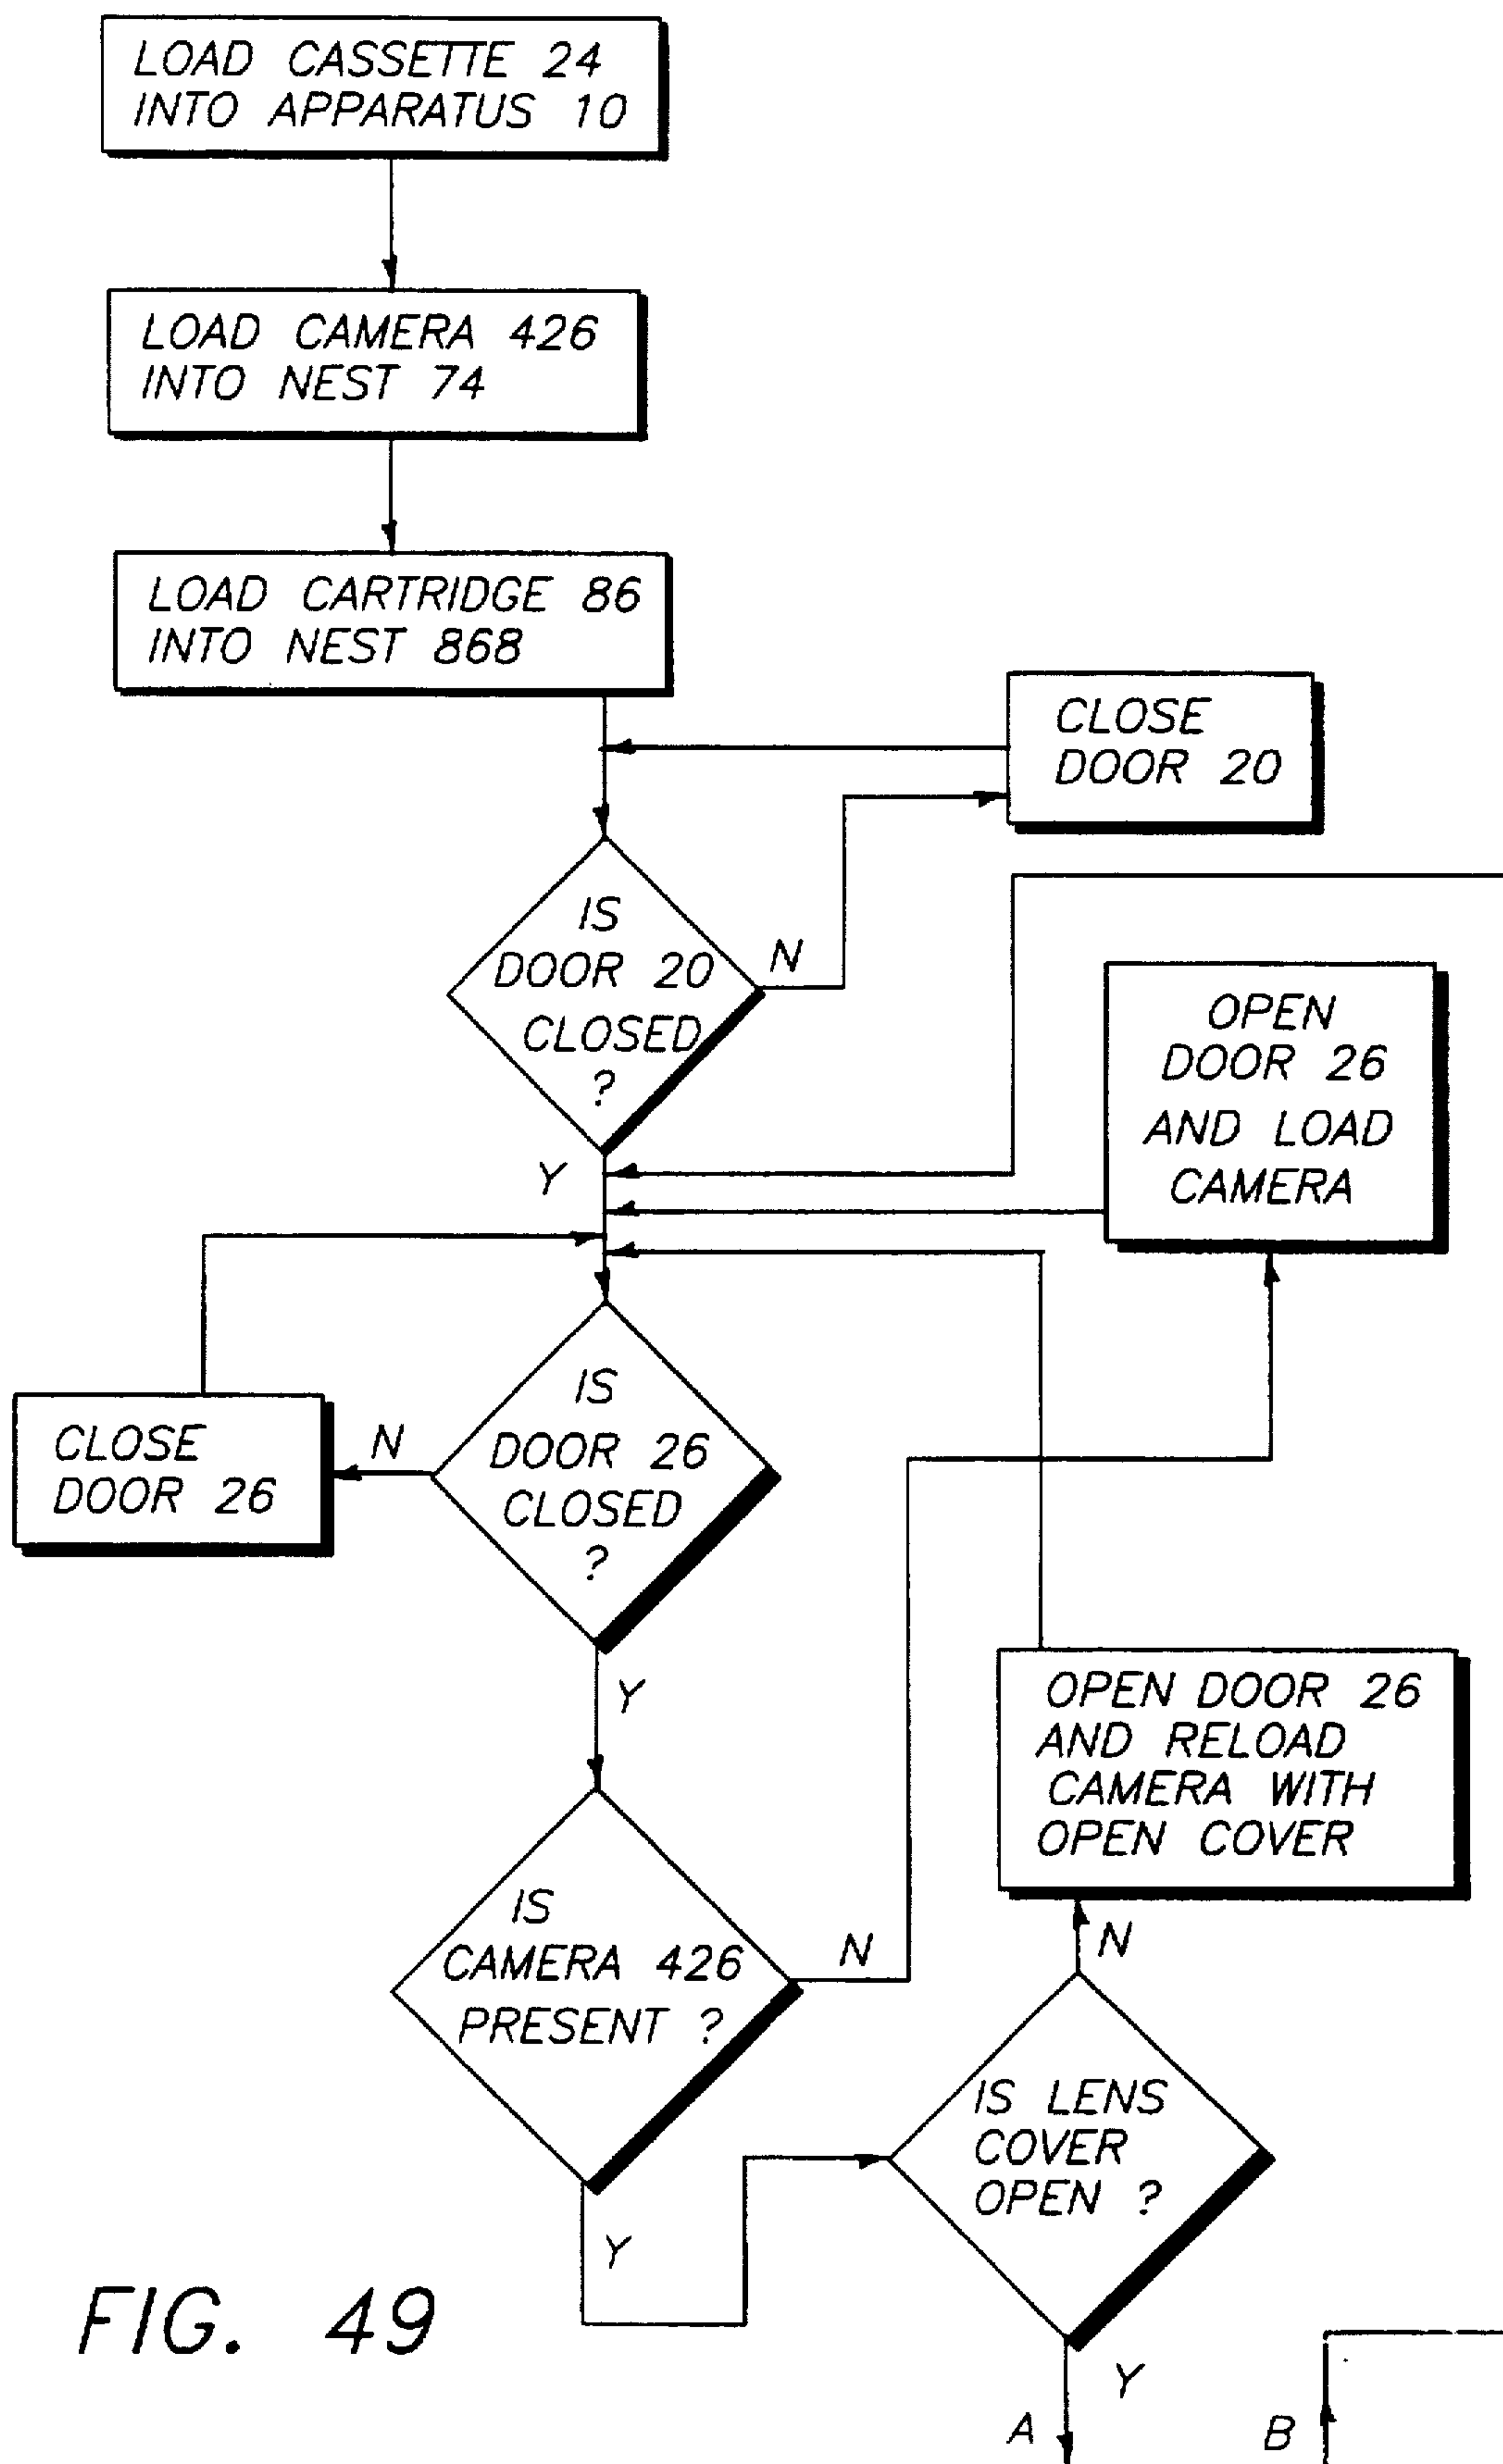 LOAD CASSETTE 24
INTO APPARATUS 10
LOAD CAMERA 426
INTO NEST 74
LOAD CARTRIDGE 86
INTO NEST 868
CLOSE
DOOR 20
IS
DOOR 20
CLOSED
?
N
Y
OPEN
DOOR 26
AND LOAD
CAMERA
IS
DOOR 26
CLOSED
?
N
CLOSE
DOOR 26
Y
OPEN DOOR 26
AND RELOAD
CAMERA WITH
OPEN COVER
IS
CAMERA 426
PRESENT ?
N
Y
N
IS LENS
COVER
OPEN ?
Y
A
B
FIG. 49